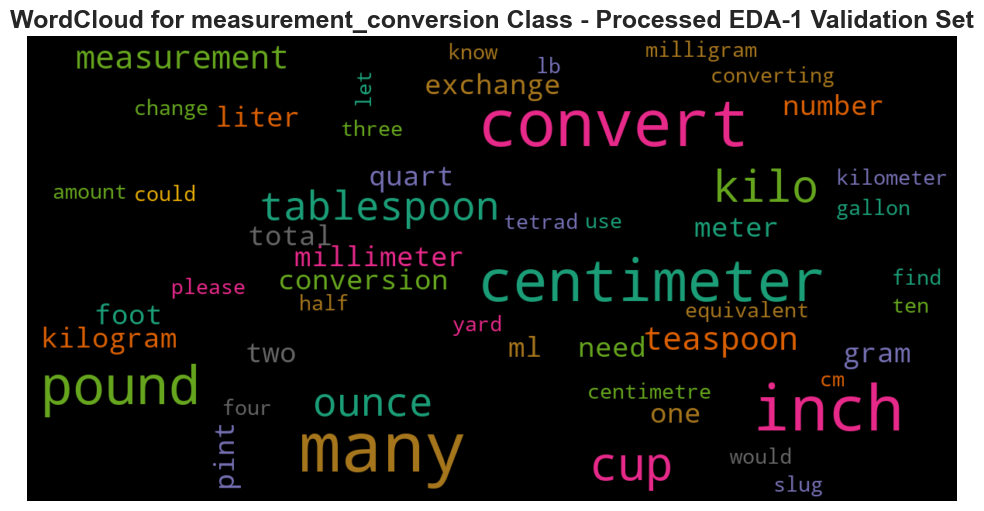 WordCloud for measurement_conversion Class - Processed EDA-1 Validation Set
measurement
know
lb
milligram
exchange
converting
let
change
liter
three
convert
number
quart
kilo
kilometer
amount
could
tablespoon
tetrad
use
meter
gallon
total
millimeter
conversion
centimeter
find
please
half
equivalent
ten
foot
yard
kilogram
two
ml
need
teaspoon
gram
pound
ounce
centimetre
cm
four
one
inch
pint
many
cup
would
slug